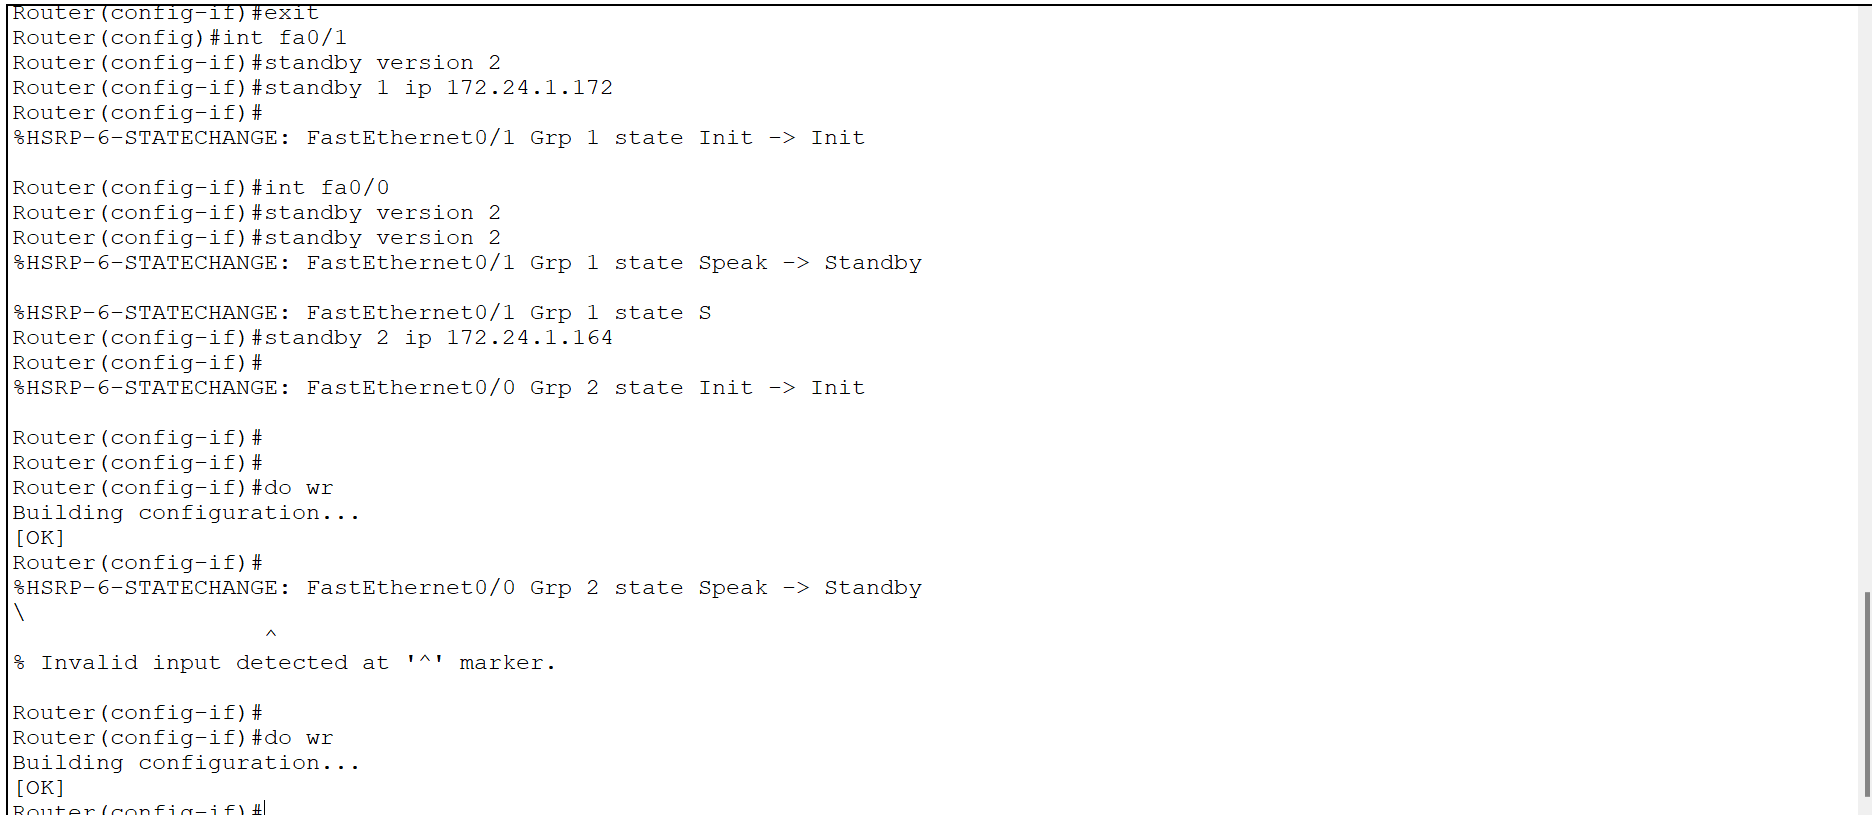 Router(config-if)#exit
Router(config)#int fa0/1
Router(config-if)#standby version 2
Router(config-if)#standby 1 ip 172.24.1.172
Router(config-if)#
%HSRP-6-STATECHANGE: FastEthernet0/1 Grp 1 state Init -> Init
Router(config-if)#int fa0/0
Router(config-if)#standby version 2
Router(config-if)#standby version 2
%HSRP-6-STATECHANGE: FastEthernet0/1 Grp 1 state Speak -> Standby
%HSRP-6-STATECHANGE: FastEthernet0/1 Grp 1 state S
Router(config-if)#standby 2 ip 172.24.1.164
Router(config-if)#
%HSRP-6-STATECHANGE: FastEthernet0/0 Grp 2 state Init -> Init
Router(config-if)#
Router(config-if)#
Router(config-if)#do wr
Building configuration...
[OK]
Router(config-if)#
%HSRP-6-STATECHANGE: FastEthernet0/0 Grp 2 state Speak -> Standby
\
^
% Invalid input detected at '^' marker.
Router(config-if)#
Router(config-if)#do wr
Building configuration...
[OK]
Router(config-if)#